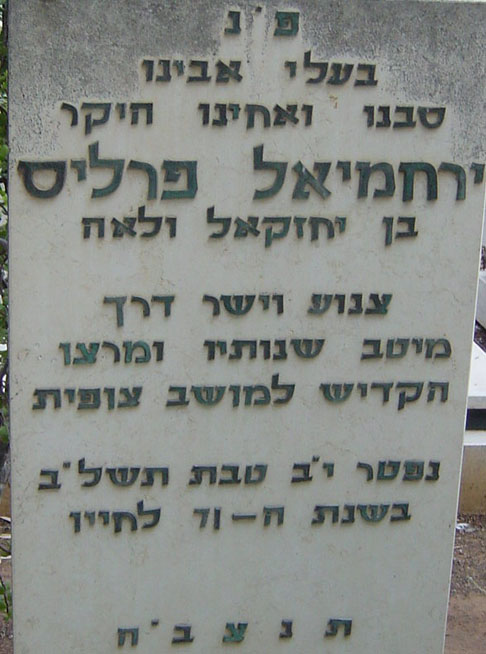 פ"נ
בעלי אבינו
סבנו ואחינו היקר
ירחמיאל פרליס
בן יחזקאל ולאה
צנוע וישר דרך
מיטב שנותיו ומרצו
הקדיש למושב צופית
נפטר י"ב טבת תשל"ב
בשנת ה-71 לחייו
ת נ צ ב"ה